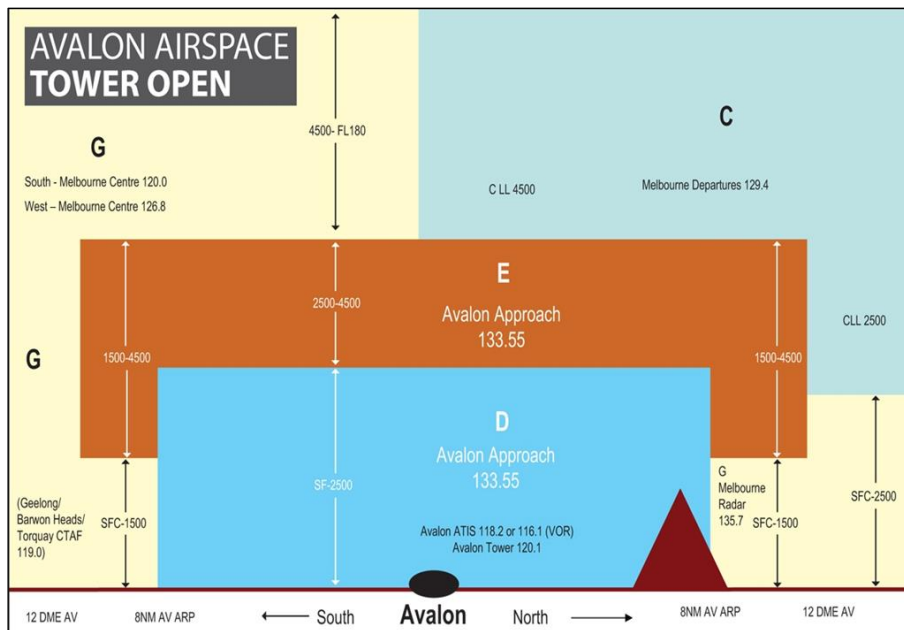 AVALON AIRSPACE
TOWER OPEN
G
South - Melbourne Centre 120.0
West – Melbourne Centre 126.8
4500- FL180
C
C LL 4500
Melbourne Departures 129.4
E
Avalon Approach
133.55
2500-4500
1500-4500
1500-4500
CLL 2500
G
D
Avalon Approach
133.55
SF-2500
Avalon ATIS 118.2 or 116.1 (VOR)
Avalon Tower 120.1
(Geelong/
Barwon Heads/
Torquay CTAF
119.0)
SFC-1500
G
Melbourne
Radar
135.7
SFC-1500
SFC-2500
12 DME AV
8NM AV ARP
South
Avalon
North
8NM AV ARP
12 DME AV